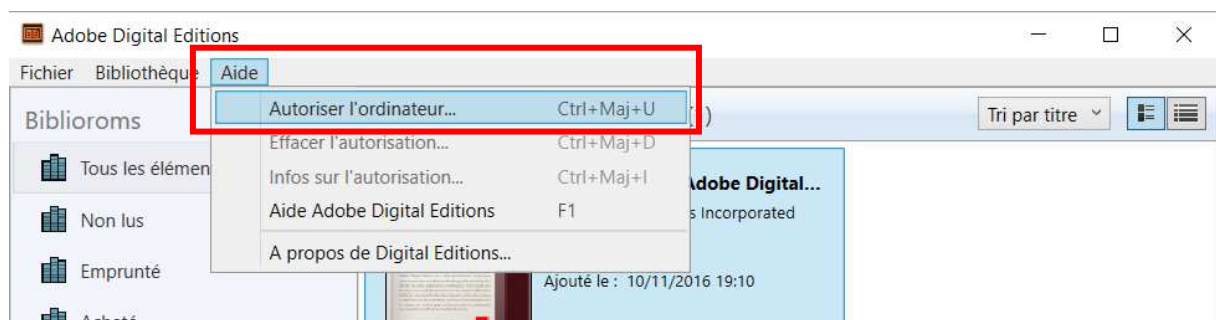 Adobe Digital Editions
Fichier Bibliothèque Aide
Autoriser l'ordinateur... Ctrl+Maj+U
Effacer l'autorisation... Ctrl+Maj+D
Infos sur l'autorisation... Ctrl+Maj+I
Aide Adobe Digital Editions F1
A propos de Digital Editions...
Biblioroms
Tous les élémen
Non lus
Emprunté
Acheté
) Tri par titre
Adobe Digital...
s Incorporated
Ajouté le : 10/11/2016 19:10